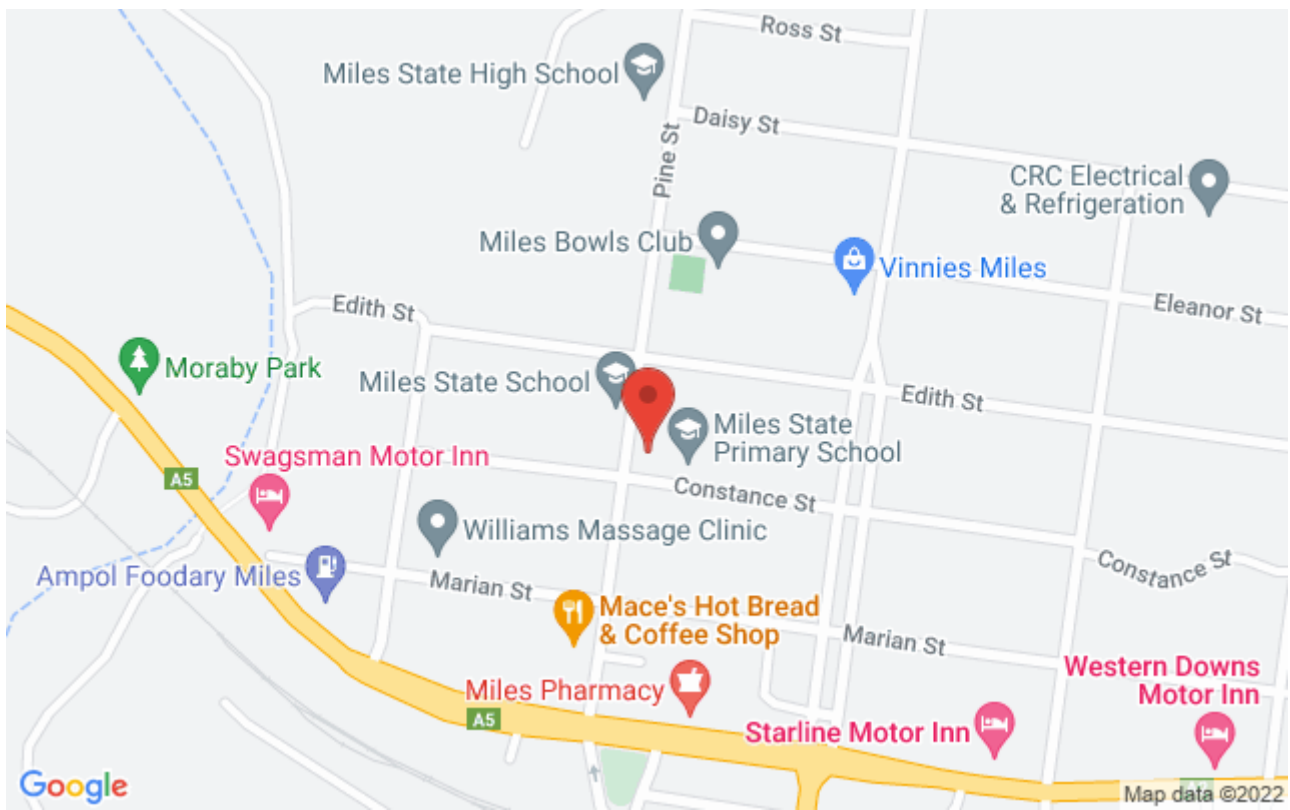 Ross St
Miles State High School
Daisy St
Pine St
CRC Electrical
& Refrigeration
Miles Bowls Club
Vinnies Miles
Eleanor St
Edith St
Moraby Park
Miles State School
Edith St
Miles State
Primary School
Swagsman Motor Inn
A5
Constance St
Williams Massage Clinic
Constance St
Ampol Foodary Miles
Marian St
Mace's Hot Bread
& Coffee Shop
Marian St
Western Downs
Motor Inn
Miles Pharmacy
A5
Starline Motor Inn
Google
Map data ©2022